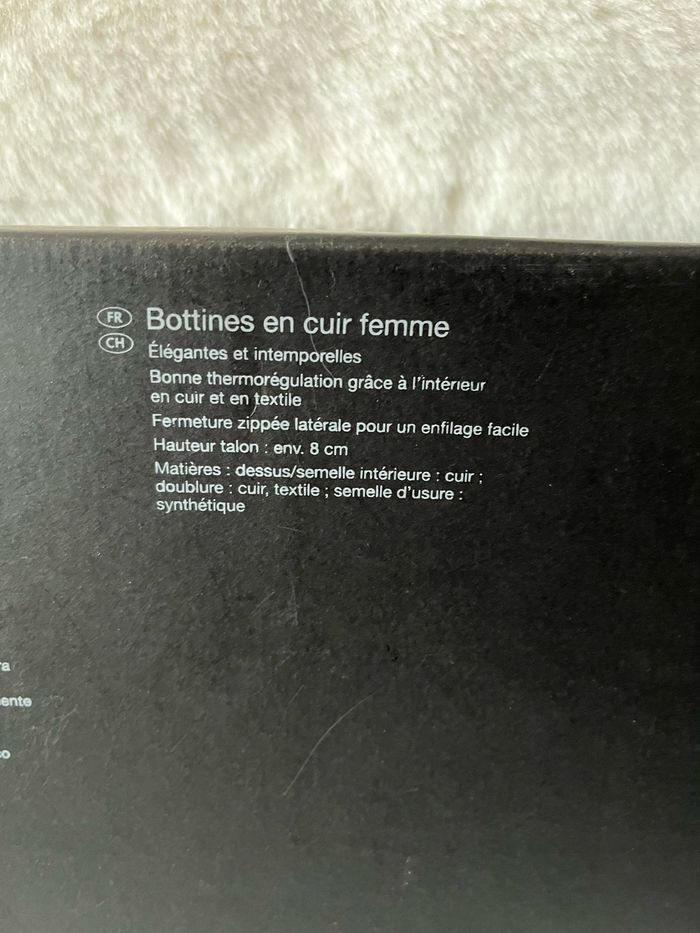 FR Bottines en cuir femme
CH
Élégantes et intemporelles
Bonne thermorégulation grâce à l'intérieur
en cuir et en textile
Fermeture zippée latérale pour un enfilage facile
Hauteur talon : env. 8 cm
Matières : dessus/semelle intérieure : cuir ;
doublure : cuir, textile ; semelle d'usure :
synthétique